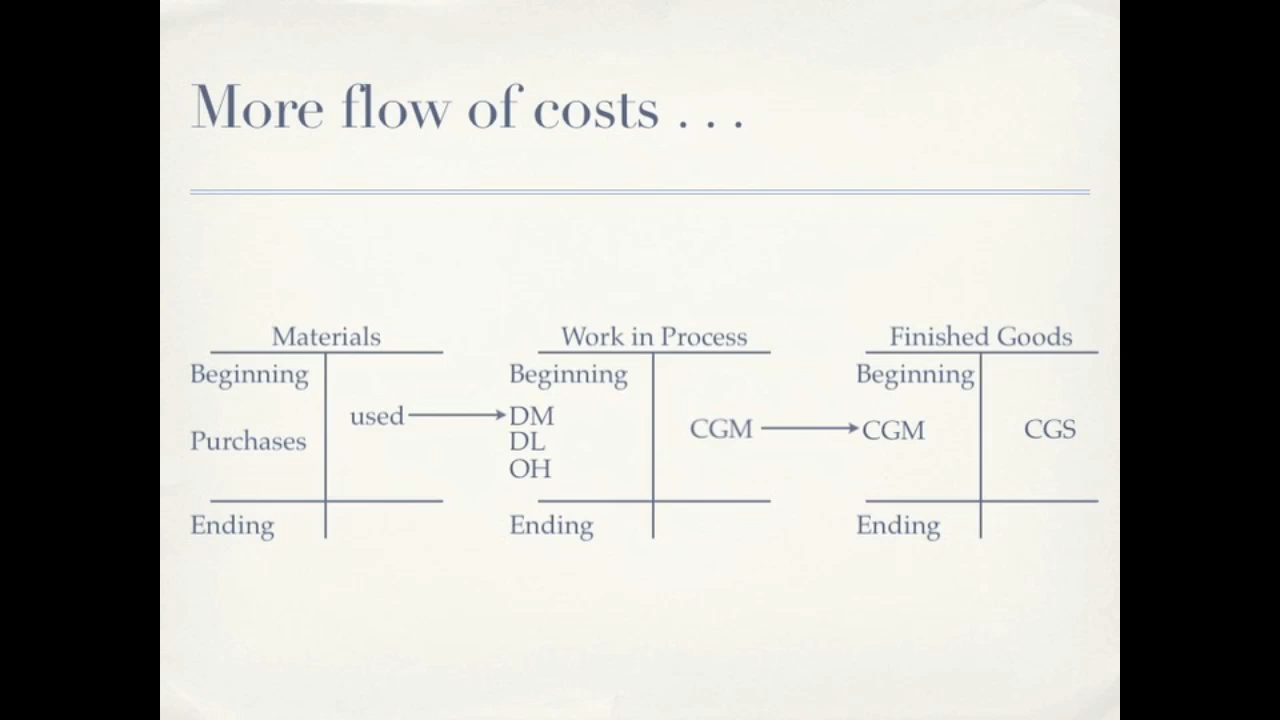 More flow of costs . . .
Materials
Beginning
used
Purchases
Ending
Work in Process
Beginning
DM
DL
OH
CGM
Ending
Finished Goods
Beginning
CGM
CGS
Ending